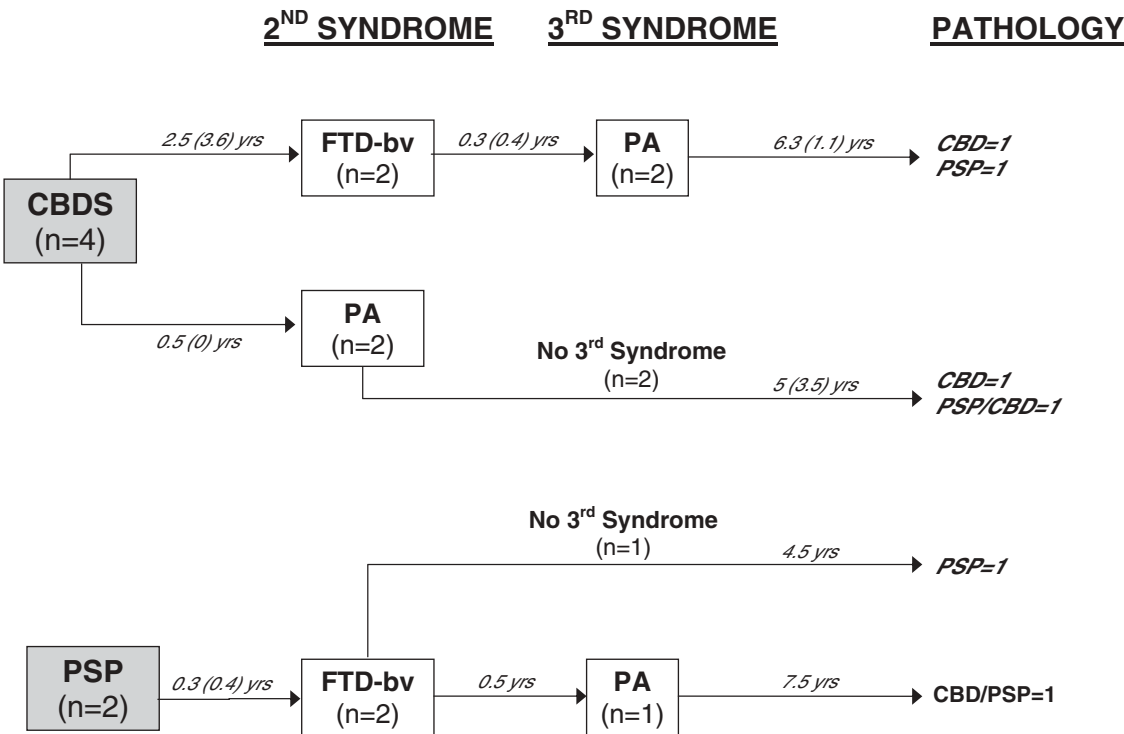 2ND SYNDROME 3RD SYNDROME PATHOLOGY
2.5 (3.6) yrs FTD-bv (n=2) 0.3 (0.4) yrs PA (n=2) 6.3 (1.1) yrs CBD=1
PSP=1
CBDS
(n=4)
0.5 (0) yrs PA
(n=2)
No 3rd Syndrome
(n=2) 5 (3.5) yrs CBD=1
PSP/CBD=1
No 3rd Syndrome
(n=1) 4.5 yrs PSP=1
PSP
(n=2)
0.3 (0.4) yrs FTD-bv
(n=2)
0.5 yrs PA
(n=1)
7.5 yrs CBD/PSP=1